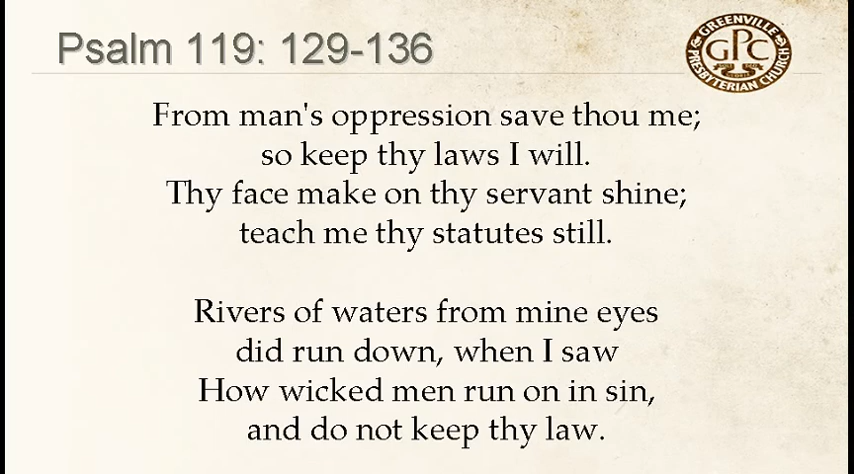 Psalm 119: 129-136
GREENVILLE
GPC
PRESBYTERIAN CHURCH
From man's oppression save thou me;
so keep thy laws I will.
Thy face make on thy servant shine;
teach me thy statutes still.
Rivers of waters from mine eyes
did run down, when I saw
How wicked men run on in sin,
and do not keep thy law.